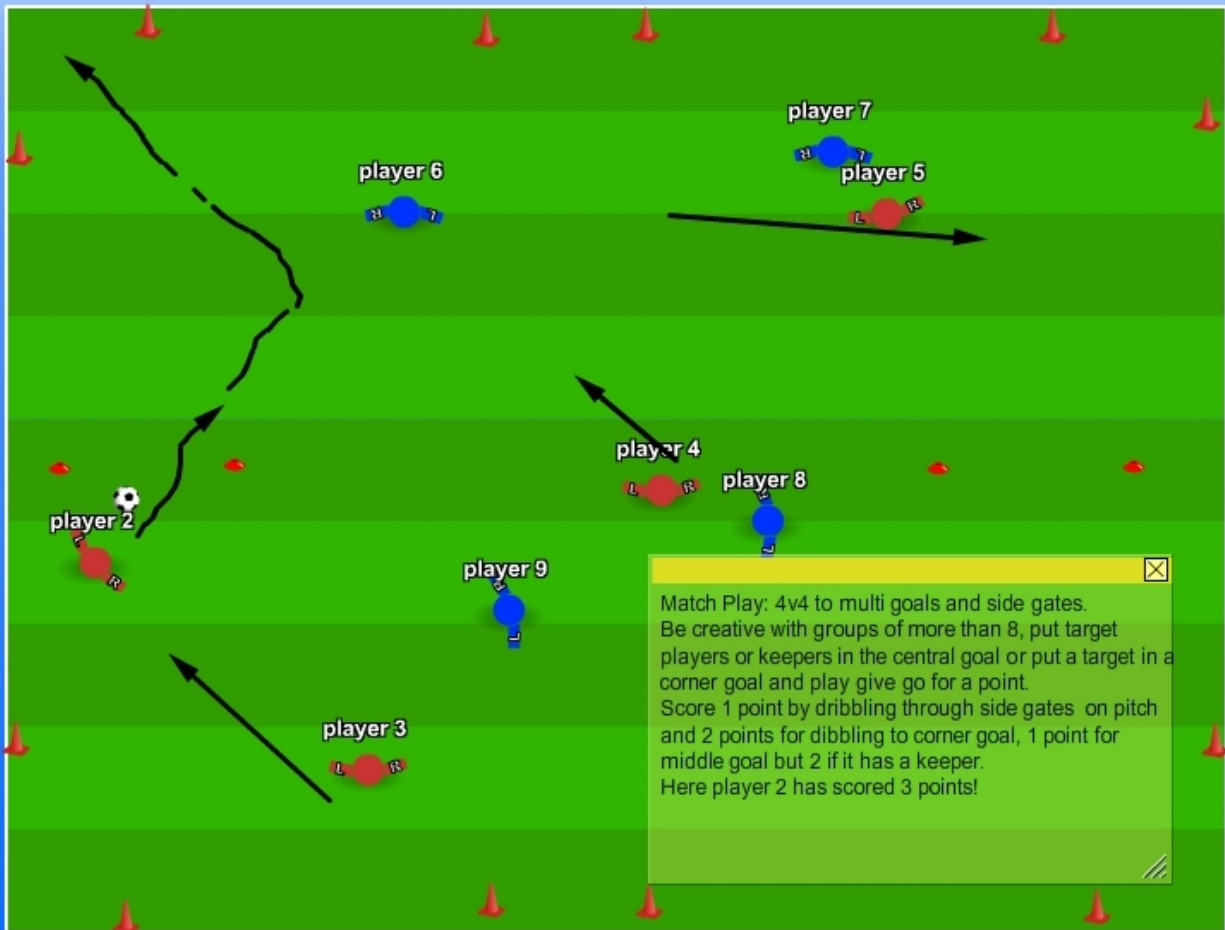 player 7
player 6
player 5
R L
R L
L R
player 4
player 8
L R
R
L
player 2
L
R
player 9
R
L
Match Play: 4v4 to multi goals and side gates.
Be creative with groups of more than 8, put target
players or keepers in the central goal or put a target in a
corner goal and play give go for a point.
Score 1 point by dribbling through side gates on pitch
and 2 points for dibbling to corner goal, 1 point for
middle goal but 2 if it has a keeper.
Here player 2 has scored 3 points!
player 3
L R